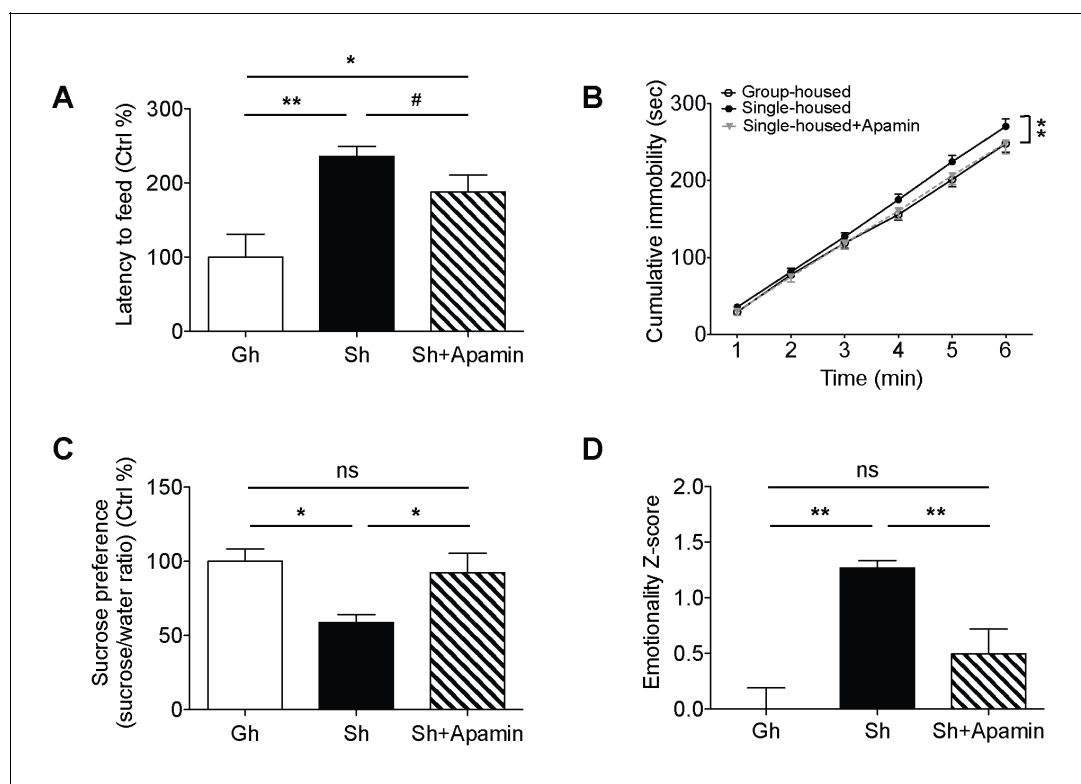 A
*
**
#
Latency to feed (Ctrl %)
300
200
100
0
Gh
Sh
Sh+Apamin
B
Group-housed
Single-housed
Single-housed+Apamin
**
Cumulative immobility (sec)
300
200
100
0
1 2 3 4 5 6
Time (min)
C
ns
*
*
Sucrose preference
(sucrose/water ratio) (Ctrl %)
150
100
50
0
Gh
Sh
Sh+Apamin
D
ns
**
**
Emotionality Z-score
2.0
1.5
1.0
0.5
0.0
Gh
Sh
Sh+Apamin